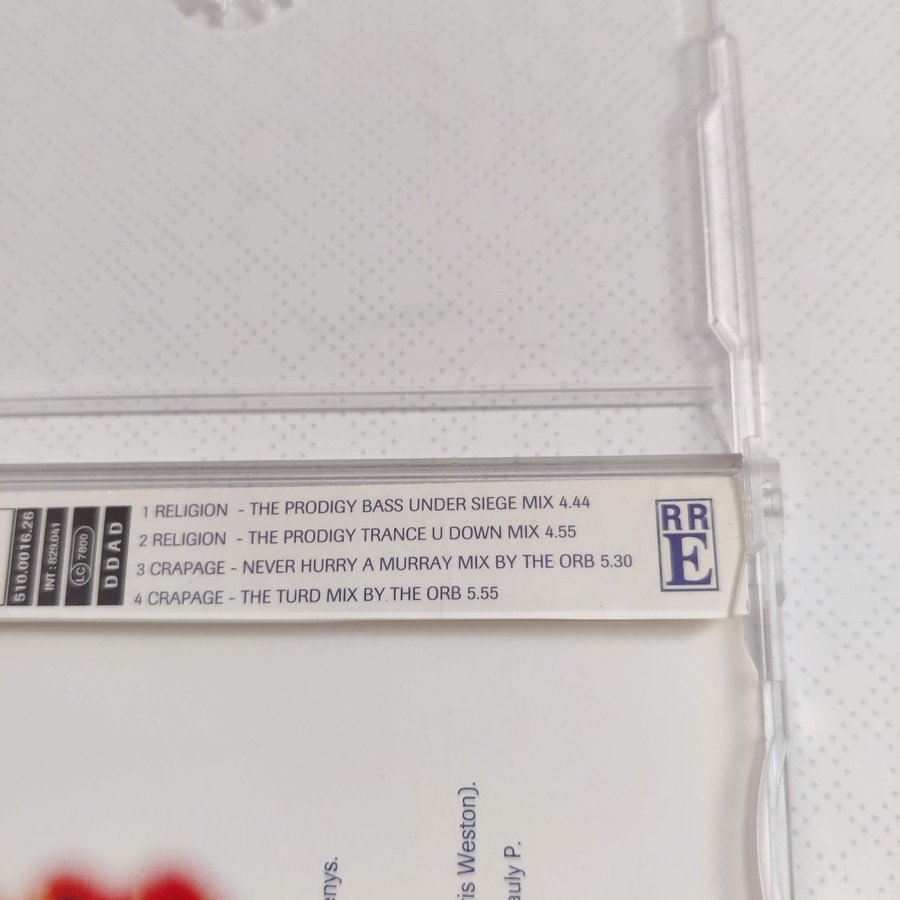 1 RELIGION - THE PRODIGY BASS UNDER SIEGE MIX 4.44
2 RELIGION - THE PRODIGY TRANCE U DOWN MIX 4.55
3 CRAPAGE - NEVER HURRY A MURRAY MIX BY THE ORB 5.30
4 CRAPAGE - THE TURD MIX BY THE ORB 5.55
510.0016.26
INT : 829.041
LC 7800
DDAD
RR
E
enys.
ris Weston).
auly P.